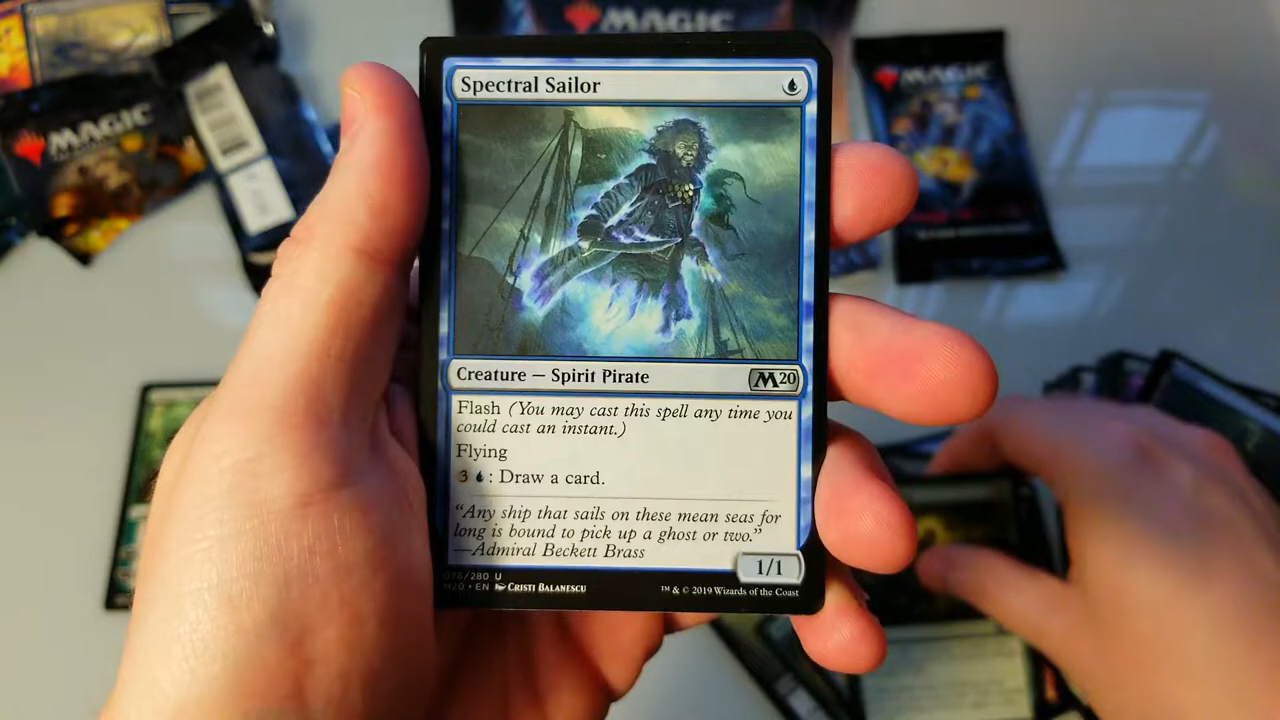 MAGIC
MAGIC
MAGIC
Spectral Sailor
Creature — Spirit Pirate
M20
Flash (You may cast this spell any time you
could cast an instant.)
Flying
3 : Draw a card.
"Any ship that sails on these mean seas for
long is bound to pick up a ghost or two."
—Admiral Beckett Brass
1/1
076/280 U
M20 • EN CRISTI BALANESCU
™ & © 2019 Wizards of the Coast